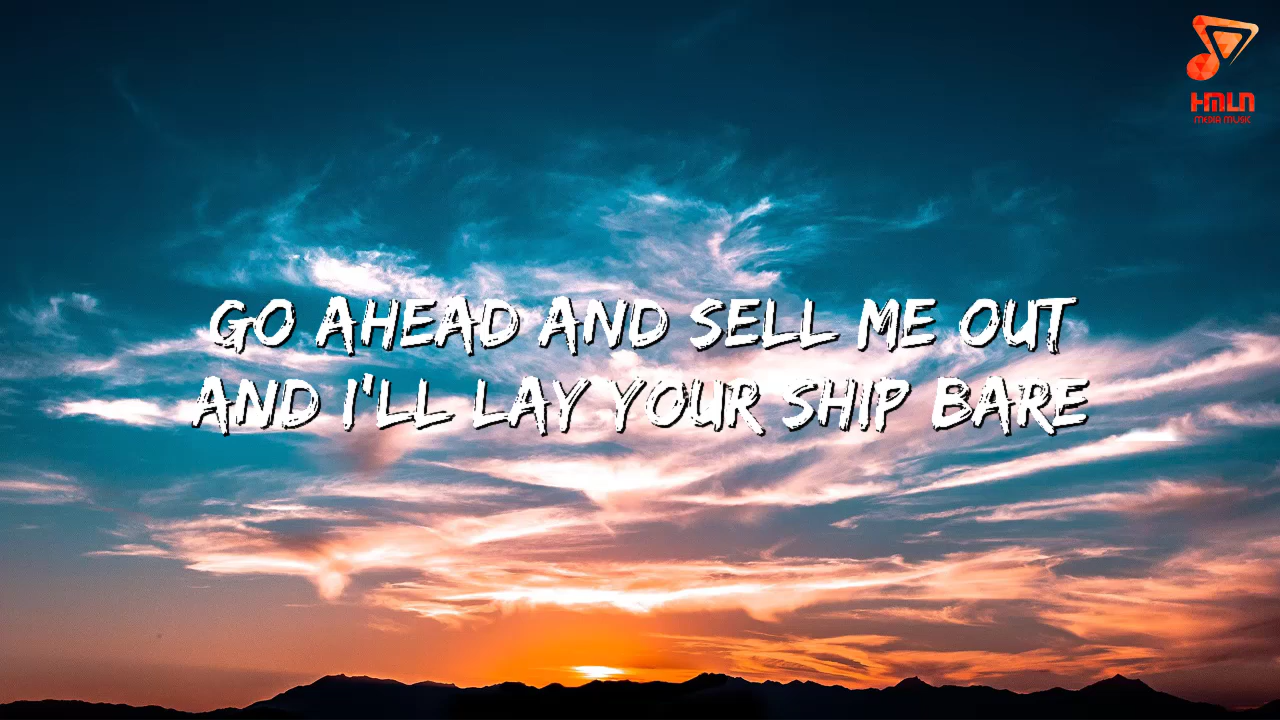 HMLN
MEDIA MUSIC
GO AHEAD AND SELL ME OUT
AND I'LL LAY YOUR SHIP BARE